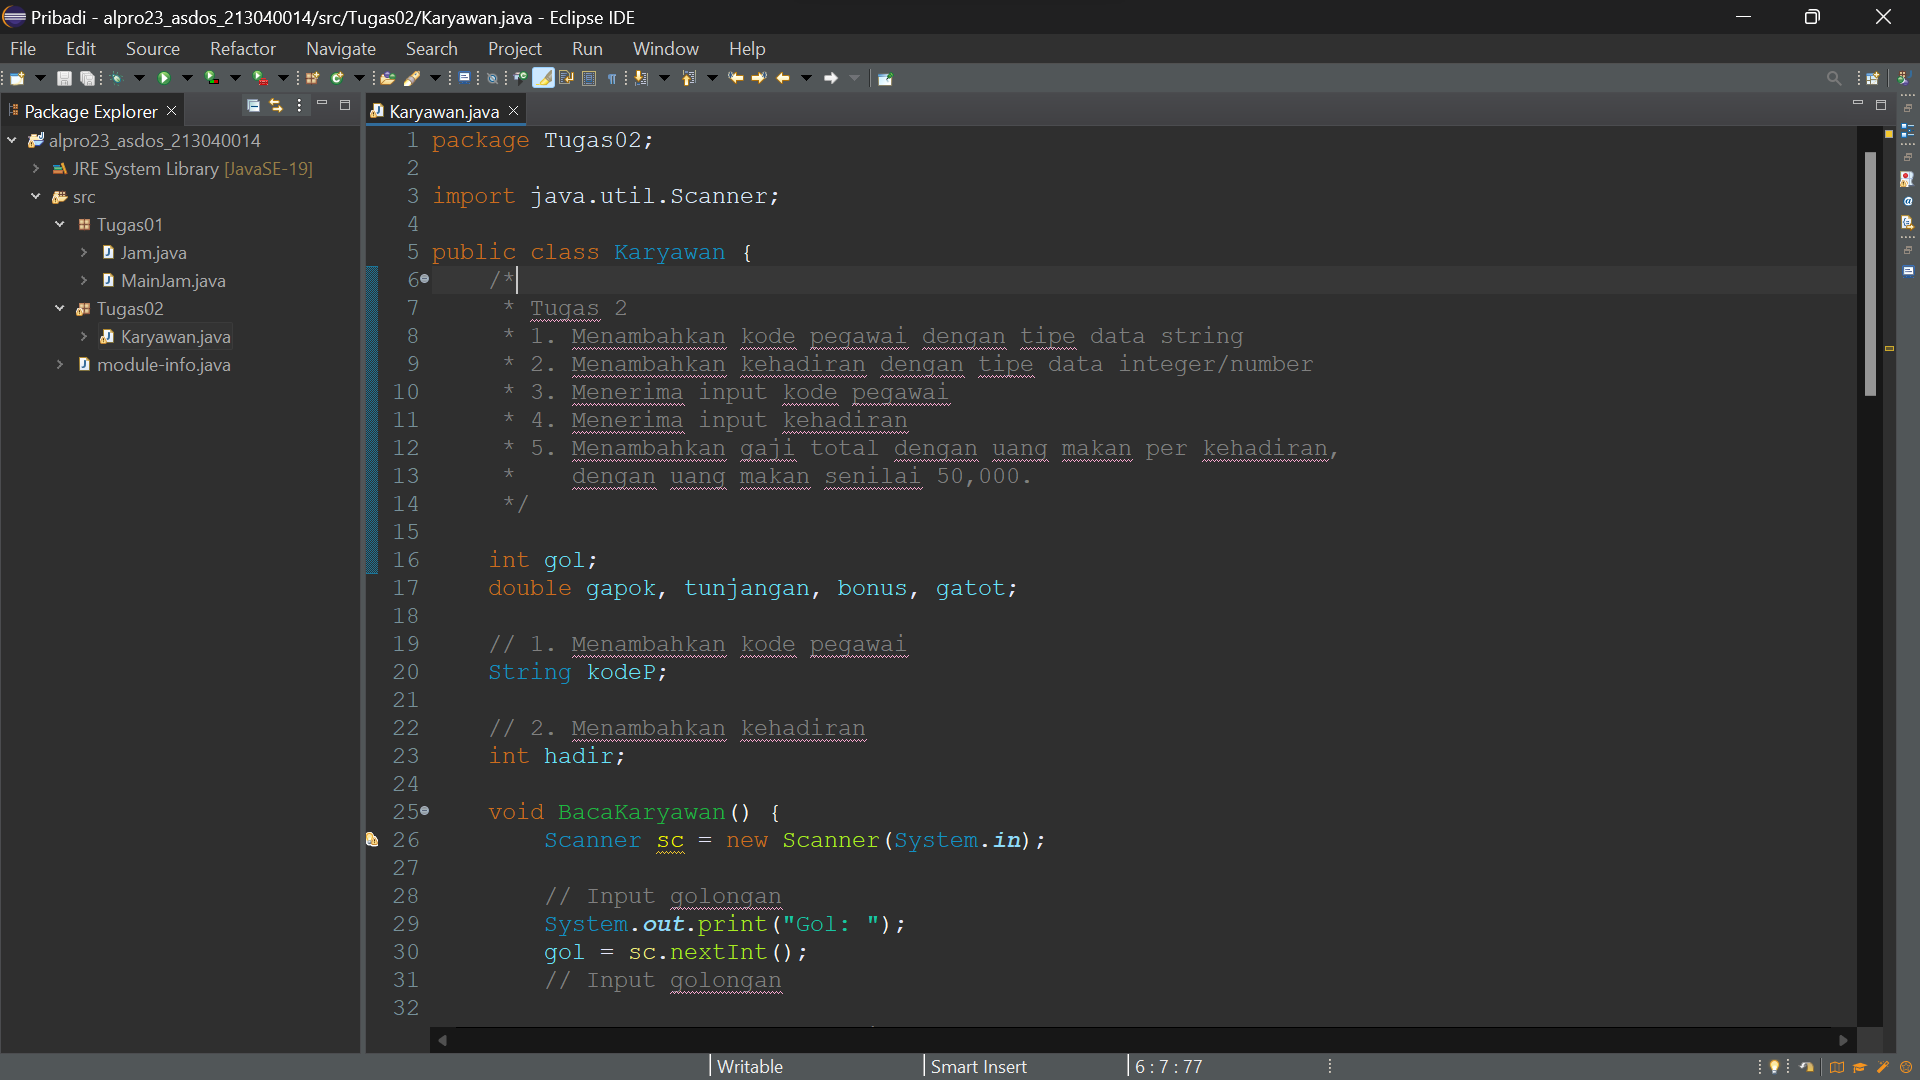 Pribadi - alpro23_asdos_213040014/src/Tugas02/Karyawan.java - Eclipse IDE
File Edit Source Refactor Navigate Search Project Run Window Help
Package Explorer
alpro23_asdos_213040014
JRE System Library [JavaSE-19]
src
Tugas01
Jam.java
MainJam.java
Tugas02
Karyawan.java
module-info.java
Karyawan.java
1 package Tugas02;
2
3 import java.util.Scanner;
4
5 public class Karyawan {
6 /*
7 * Tugas 2
8 * 1. Menambahkan kode pegawai dengan tipe data string
9 * 2. Menambahkan kehadiran dengan tipe data integer/number
10 * 3. Menerima input kode pegawai
11 * 4. Menerima input kehadiran
12 * 5. Menambahkan gaji total dengan uang makan per kehadiran,
13 * dengan uang makan senilai 50,000.
14 */
15
16 int gol;
17 double gapok, tunjangan, bonus, gatot;
18
19 // 1. Menambahkan kode pegawai
20 String kodeP;
21
22 // 2. Menambahkan kehadiran
23 int hadir;
24
25 void BacaKaryawan() {
26 Scanner sc = new Scanner(System.in);
27
28 // Input golongan
29 System.out.print("Gol: ");
30 gol = sc.nextInt();
31 // Input golongan
32
Writable Smart Insert 6 : 7 : 77